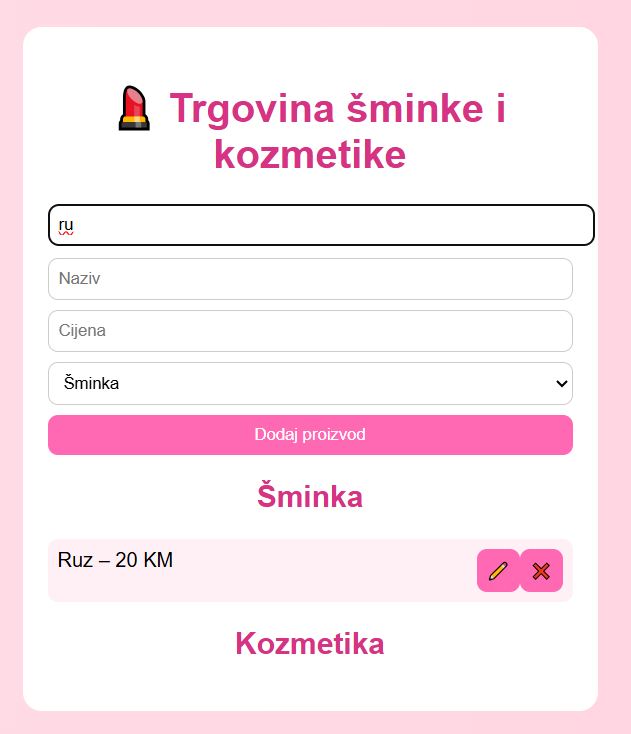 Trgovina šminke i
kozmetike
ru
Naziv
Cijena
Šminka
Dodaj proizvod
Šminka
Ruz – 20 KM
Kozmetika